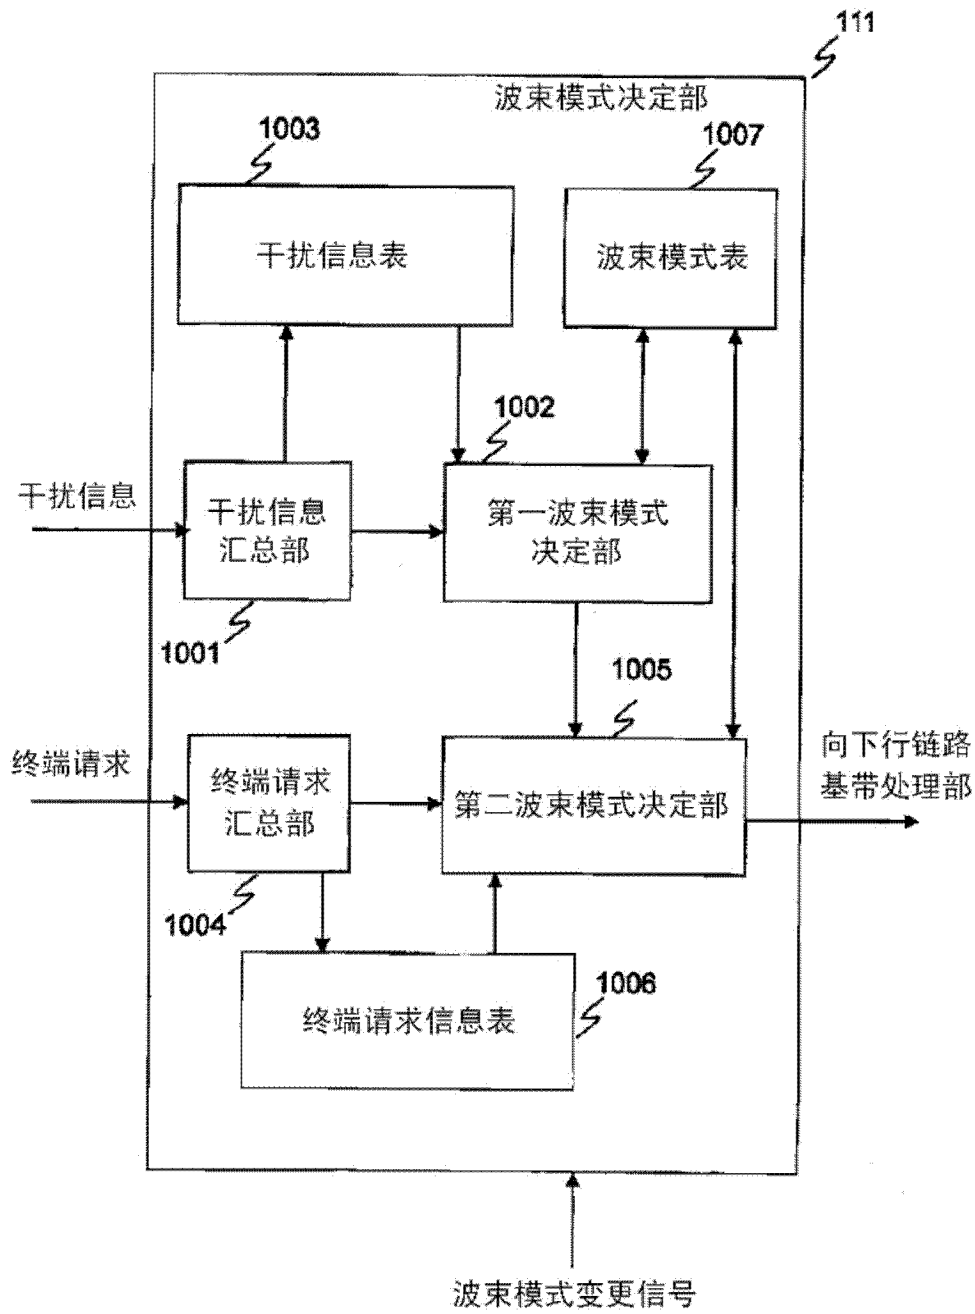 111
波束模式决定部
1003
1007
干扰信息表
波束模式表
1002
干扰信息
干扰信息
汇总部
第一波束模式
决定部
1001
1005
终端请求
终端请求
汇总部
第二波束模式决定部
向下行链路
基带处理部
1004
1006
终端请求信息表
波束模式变更信号